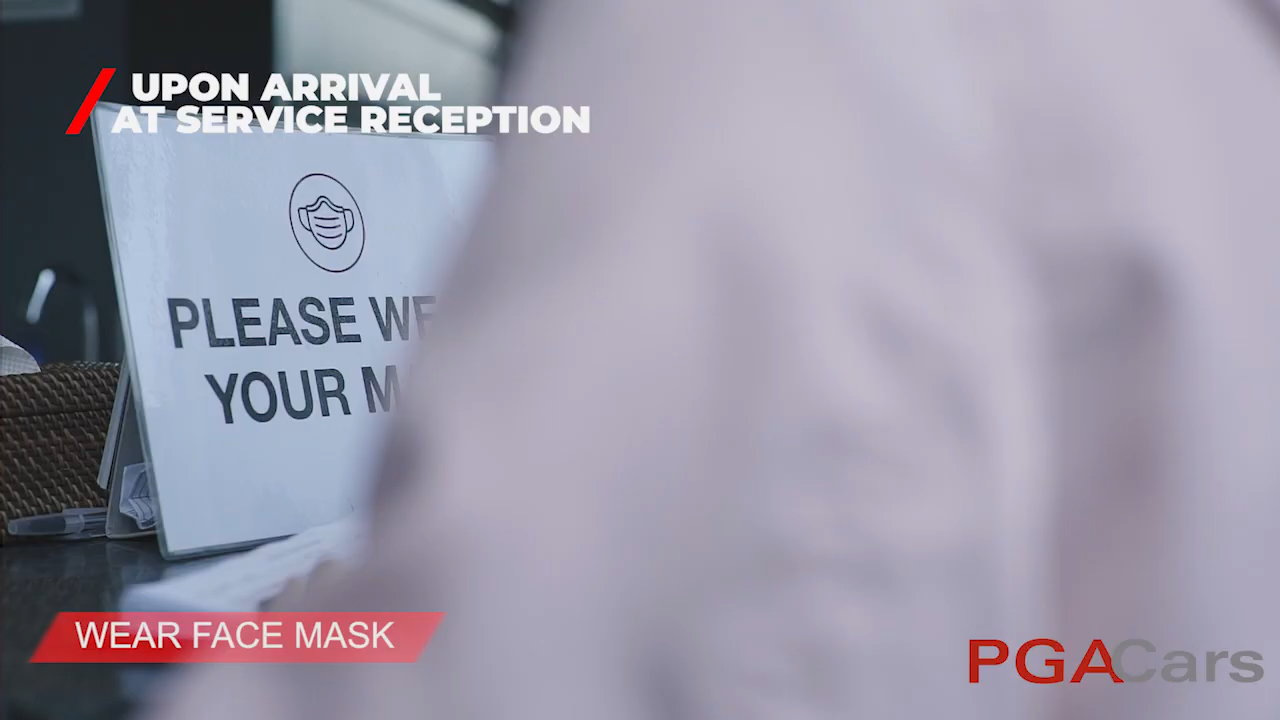 UPON ARRIVAL
AT SERVICE RECEPTION
PLEASE WE
YOUR M
WEAR FACE MASK
PGACars